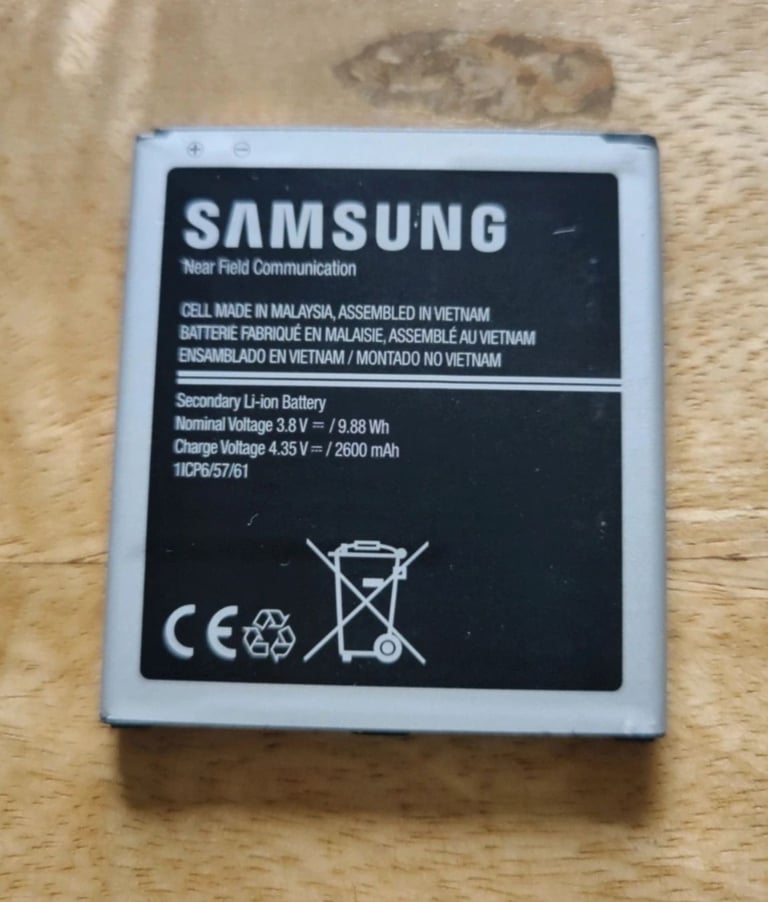 SAMSUNG
Near Field Communication
CELL MADE IN MALAYSIA, ASSEMBLED IN VIETNAM
BATTERIE FABRIQUÉ EN MALAISIE, ASSEMBLÉ AU VIETNAM
ENSAMBLADO EN VIETNAM / MONTADO NO VIETNAM
Secondary Li-ion Battery
Nominal Voltage 3.8 V ⎓ / 9.88 Wh
Charge Voltage 4.35 V ⎓ / 2600 mAh
1ICP6/57/61
CE